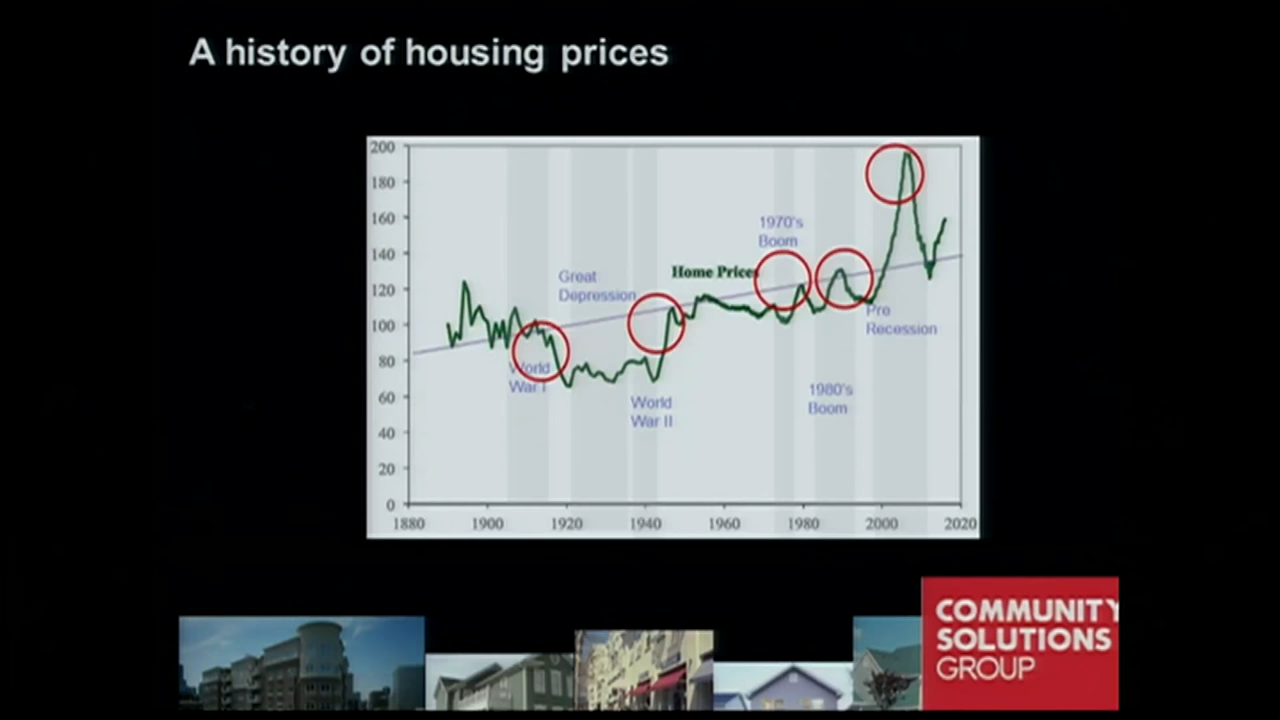 A history of housing prices
200
180
160
140
120
100
80
60
40
20
0
1880 1900 1920 1940 1960 1980 2000 2020
World
War I
Great
Depression
World
War II
Home Prices
1970's
Boom
1980's
Boom
Pre
Recession
COMMUNITY
SOLUTIONS
GROUP